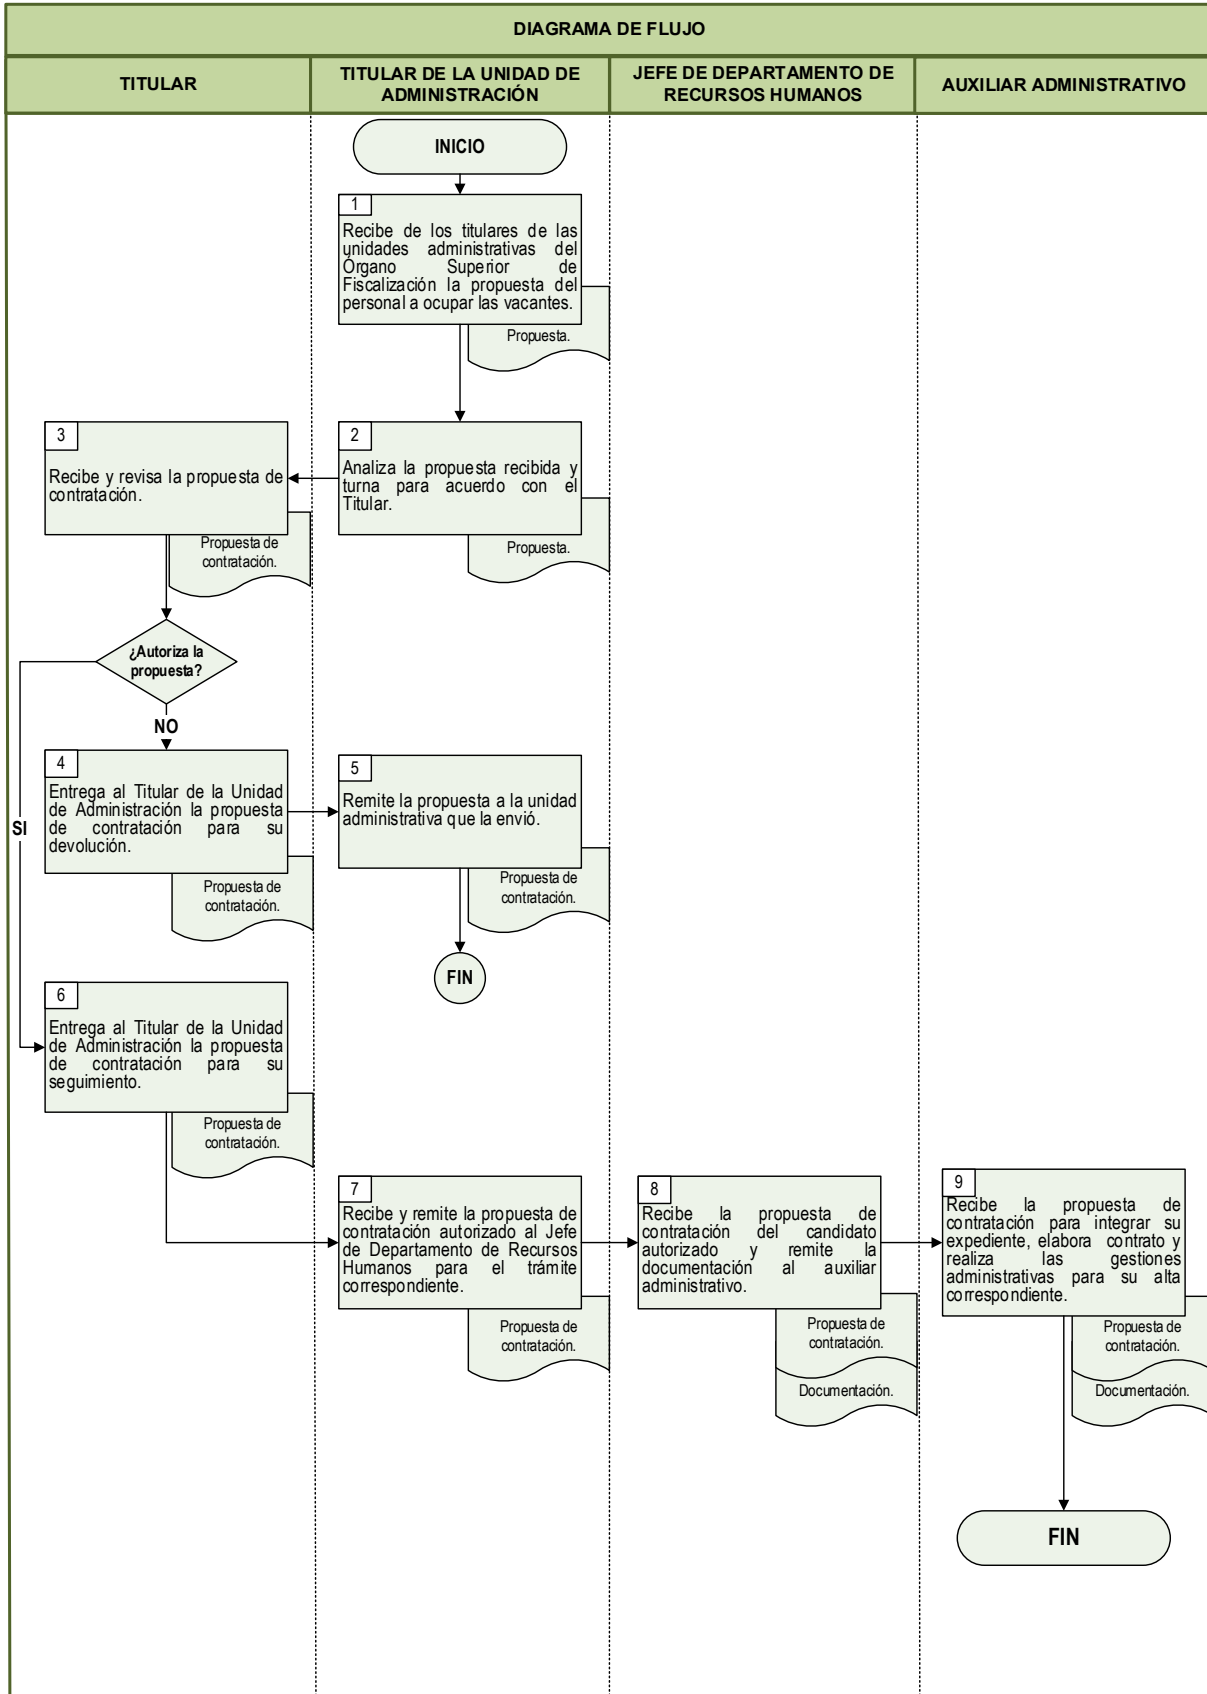 DIAGRAMA DE FLUJO
TITULAR
TITULAR DE LA UNIDAD DE
ADMINISTRACIÓN
JEFE DE DEPARTAMENTO DE
RECURSOS HUMANOS
AUXILIAR ADMINISTRATIVO
INICIO
1
Recibe de los titulares de las
unidades administrativas del
Órgano Superior de
Fiscalización la propuesta del
personal a ocupar las vacantes.
Propuesta.
2
Analiza la propuesta recibida y
turna para acuerdo con el
Titular.
Propuesta.
3
Recibe y revisa la propuesta de
contratación.
Propuesta de
contratación.
¿Autoriza la
propuesta?
NO
SI
4
Entrega al Titular de la Unidad
de Administración la propuesta
de contratación para su
devolución.
Propuesta de
contratación.
5
Remite la propuesta a la unidad
administrativa que la envió.
Propuesta de
contratación.
FIN
6
Entrega al Titular de la Unidad
de Administración la propuesta
de contratación para su
seguimiento.
Propuesta de
contratación.
7
Recibe y remite la propuesta de
contratación autorizado al Jefe
de Departamento de Recursos
Humanos para el trámite
correspondiente.
Propuesta de
contratación.
8
Recibe la propuesta de
contratación del candidato
autorizado y remite la
documentación al auxiliar
administrativo.
Propuesta de
contratación.
Documentación.
9
Recibe la propuesta de
contratación para integrar su
expediente, elabora contrato y
realiza las gestiones
administrativas para su alta
correspondiente.
Propuesta de
contratación.
Documentación.
FIN